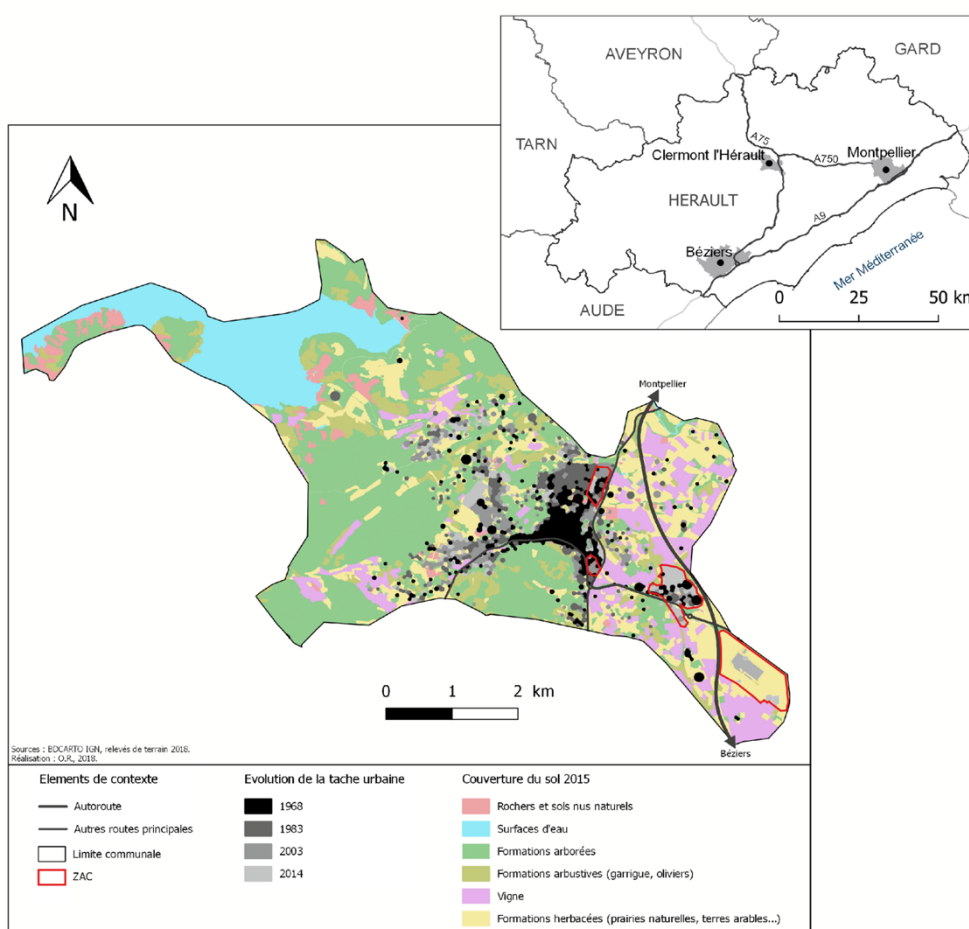 AVEYRON
GARD
TARN
A75
Clermont l'Hérault
A750
Montpellier
HERAULT
A9
Béziers
Mer Méditerranée
AUDE
0 25 50 km
N
Montpellier
0 1 2 km
Béziers
Sources : BDCARTO IGN, relevés de terrain 2018.
Réalisation : O.R., 2018.
Elements de contexte
Autoroute
Autres routes principales
Limite communale
ZAC
Evolution de la tache urbaine
1968
1983
2003
2014
Couverture du sol 2015
Rochers et sols nus naturels
Surfaces d'eau
Formations arborées
Formations arbustives (garrigue, oliviers)
Vigne
Formations herbacées (prairies naturelles, terres arables...)